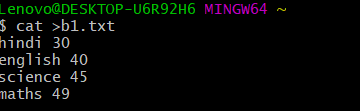 Lenovo@DESKTOP-U6R92H6 MINGW64 ~
$ cat >b1.txt
hindi 30
english 40
science 45
maths 49